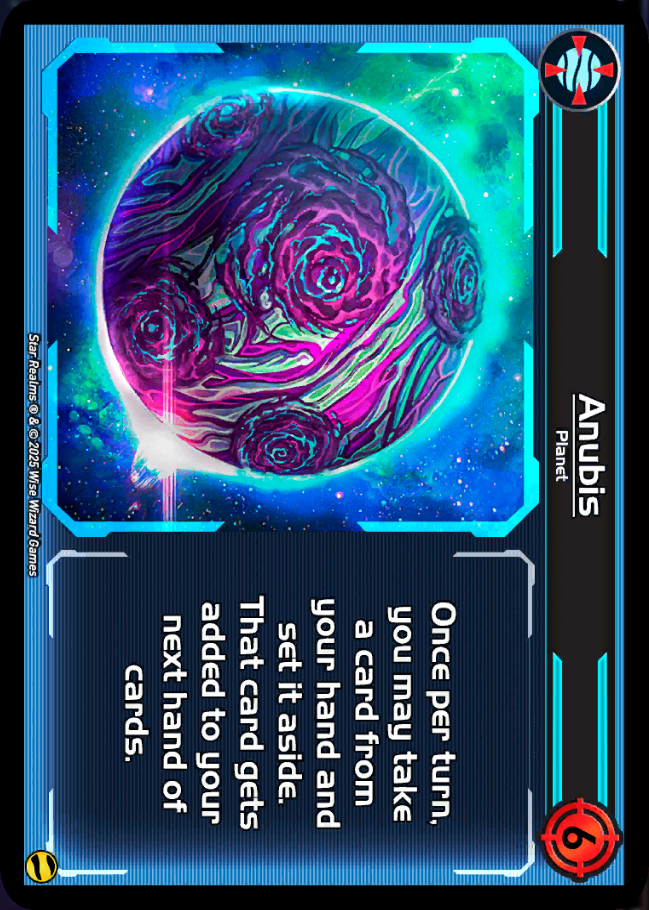 Anubis
Planet
6
Once per turn,
you may take
a card from
your hand and
set it aside.
That card gets
added to your
next hand of
cards.
Star Realms ® & © 2025 Wise Wizard Games